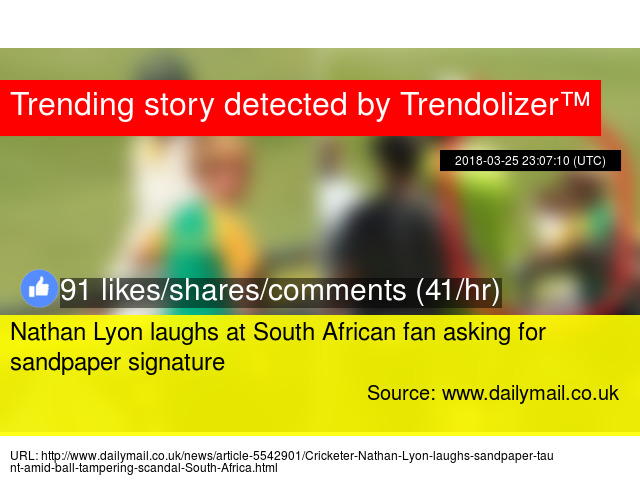 Trending story detected by Trendolizer™
2018-03-25 23:07:10 (UTC)
91 likes/shares/comments (41/hr)
Nathan Lyon laughs at South African fan asking for
sandpaper signature
Source: www.dailymail.co.uk
URL: http://www.dailymail.co.uk/news/article-5542901/Cricketer-Nathan-Lyon-laughs-sandpaper-tau
nt-amid-ball-tampering-scandal-South-Africa.html